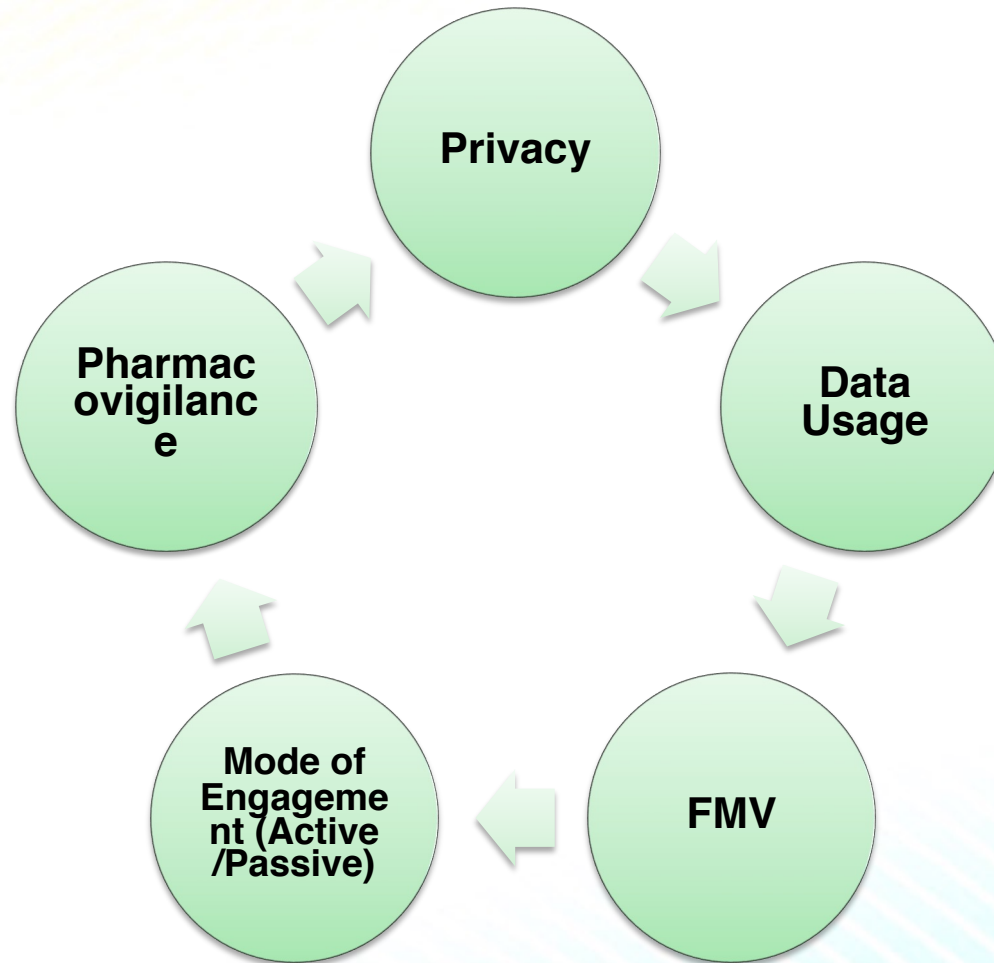 Privacy
Data
Usage
FMV
Mode of
Engageme
nt (Active
/Passive)
Pharmac
ovigilanc
e